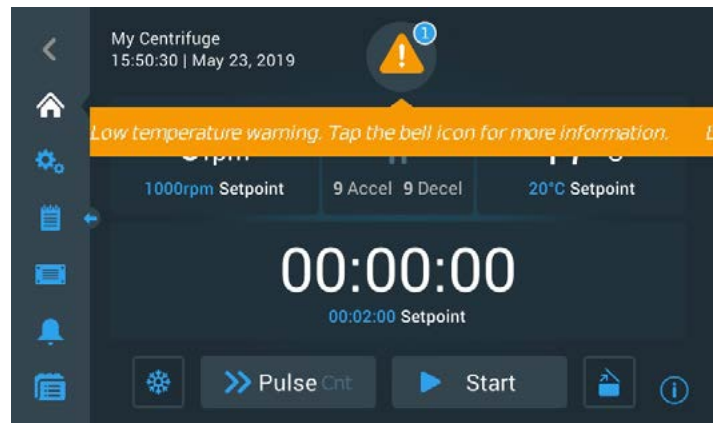 My Centrifuge
15:50:30 | May 23, 2019
1
Low temperature warning. Tap the bell icon for more information.
rpm
1000rpm Setpoint
9 Accel 9 Decel
20°C Setpoint
00:00:00
00:02:00 Setpoint
Pulse Cnt
Start